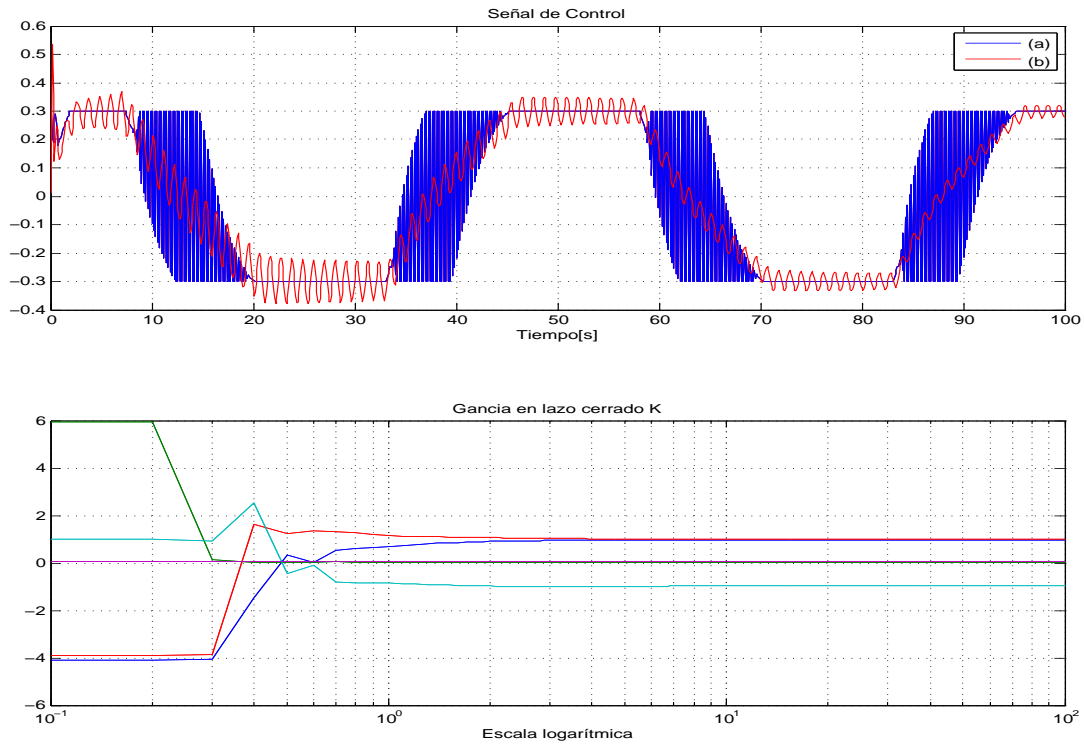 Señal de Control
0.6
0.5
0.4
0.3
0.2
0.1
0
−0.1
−0.2
−0.3
−0.4
(a)
(b)
0 10 20 30 40 50 60 70 80 90 100
Tiempo[s]
Gancia en lazo cerrado K
6
4
2
0
−2
−4
−6
10^−1 10^0 10^1 10^2
Escala logarítmica